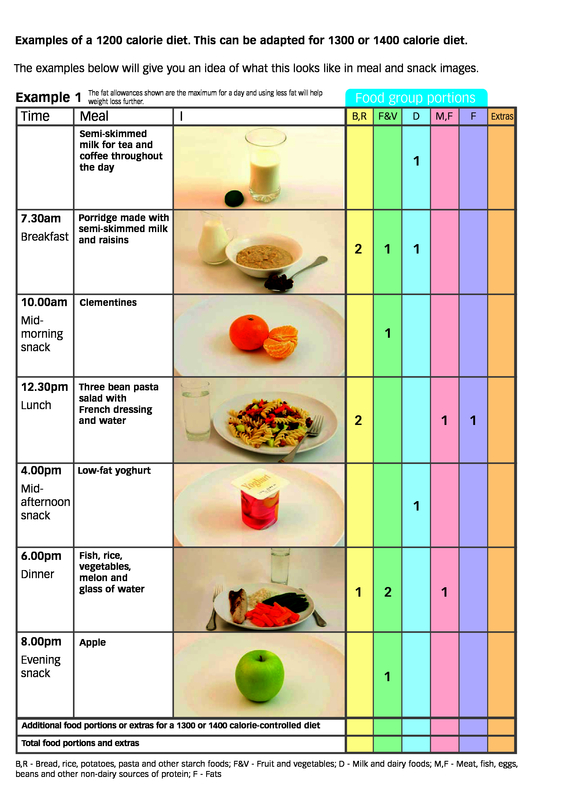 Examples of a 1200 calorie diet. This can be adapted for 1300 or 1400 calorie diet.
The examples below will give you an idea of what this looks like in meal and snack images.
Example 1 The fat allowances shown are the maximum for a day and using less fat will help
weight loss further.
Food group portions
Time Meal I B,R F&V D M,F F Extras
Semi-skimmed
milk for tea and
coffee throughout
the day
1
7.30am
Breakfast
Porridge made with
semi-skimmed milk
and raisins
2 1 1
10.00am
Mid-
morning
snack
Clementines
1
12.30pm
Lunch
Three bean pasta
salad with
French dressing
and water
2 1 1
4.00pm
Mid-
afternoon
snack
Low-fat yoghurt
Yoghurt
1
6.00pm
Dinner
Fish, rice,
vegetables,
melon and
glass of water
1 2 1
8.00pm
Evening
snack
Apple
1
Additional food portions or extras for a 1300 or 1400 calorie-controlled diet
Total food portions and extras
B,R - Bread, rice, potatoes, pasta and other starch foods; F&V - Fruit and vegetables; D - Milk and dairy foods; M,F - Meat, fish, eggs,
beans and other non-dairy sources of protein; F - Fats